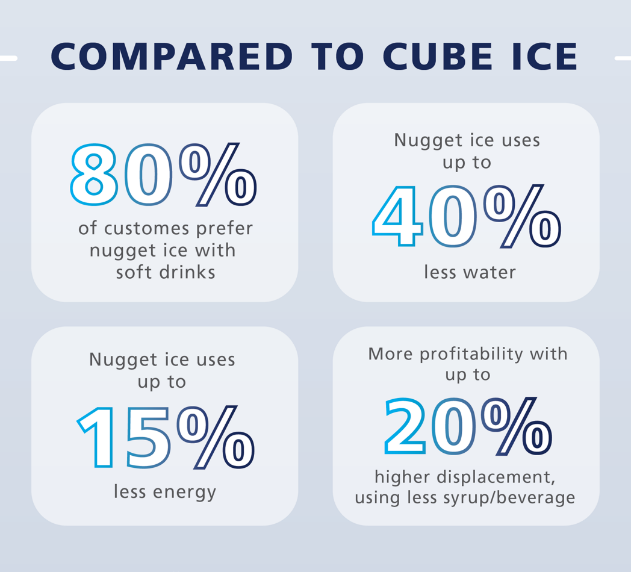 COMPARED TO CUBE ICE
80%
of customes prefer
nugget ice with
soft drinks
Nugget ice uses
up to
40%
less water
Nugget ice uses
up to
15%
less energy
More profitability with
up to
20%
higher displacement,
using less syrup/beverage